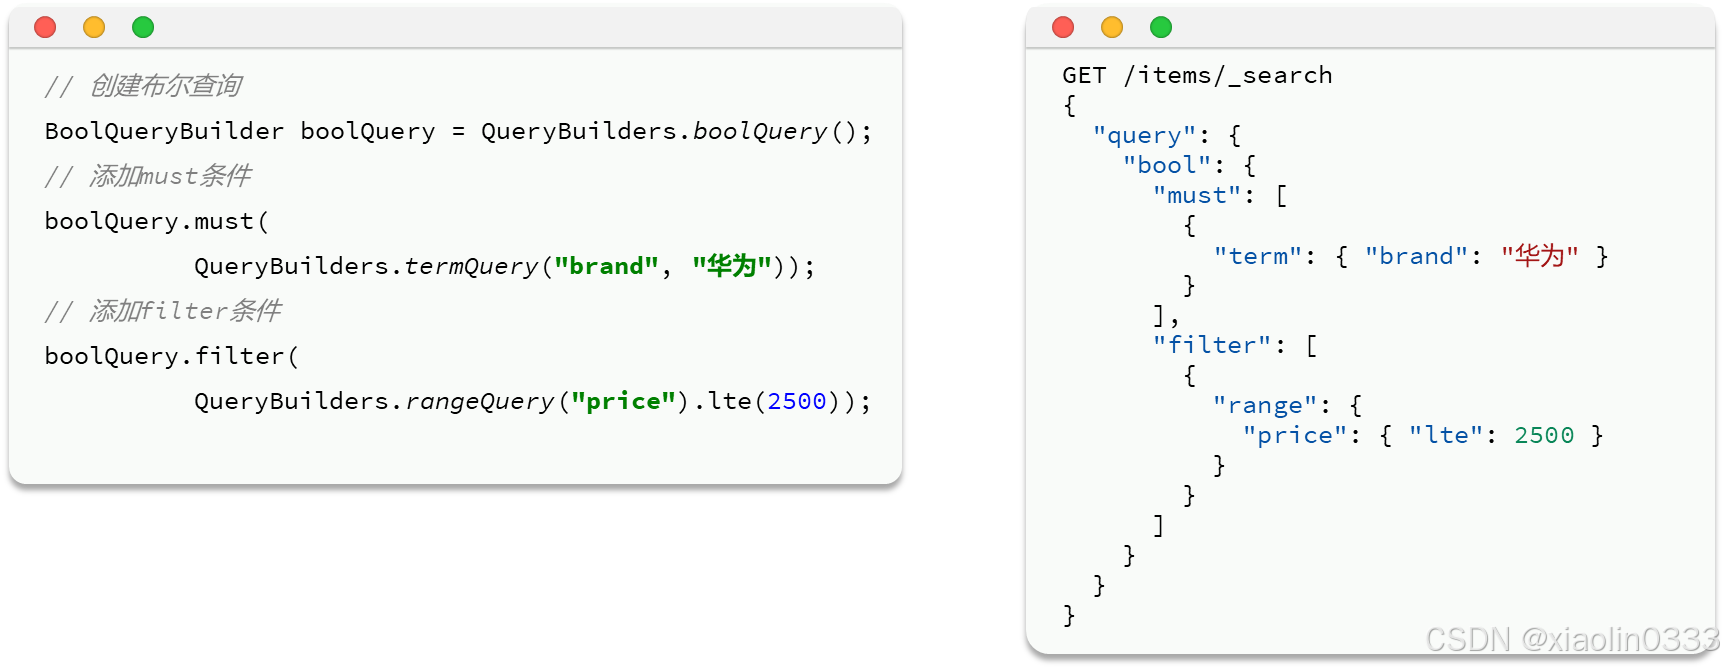 // 创建布尔查询
BoolQueryBuilder boolQuery = QueryBuilders.boolQuery();
// 添加must条件
boolQuery.must(
          QueryBuilders.termQuery("brand", "华为"));
// 添加filter条件
boolQuery.filter(
          QueryBuilders.rangeQuery("price").lte(2500));
GET /items/_search
{
  "query": {
    "bool": {
      "must": [
        {
          "term": { "brand": "华为" }
        }
      ],
      "filter": [
        {
          "range": {
            "price": { "lte": 2500 }
          }
        }
      ]
    }
  }
}
CSDN @xiaolin0333